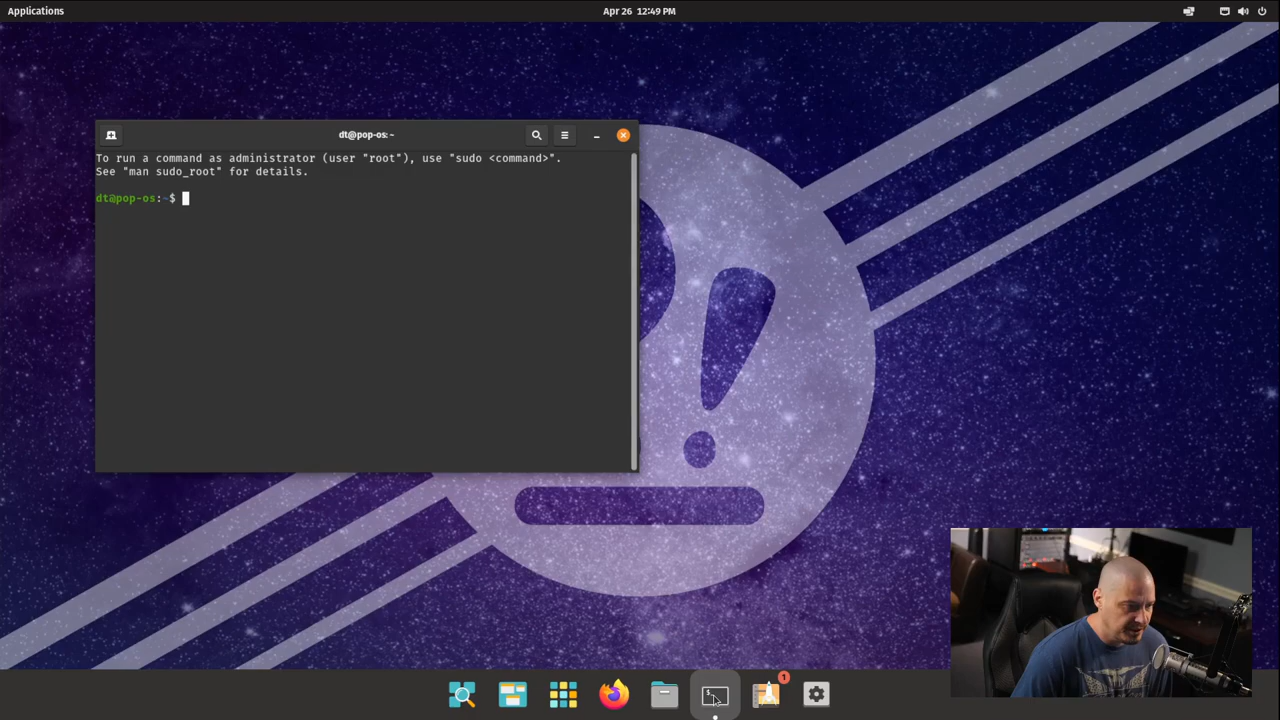 Applications
Apr 26 12:49 PM
dt@pop-os: ~
To run a command as administrator (user "root"), use "sudo <command>".
See "man sudo_root" for details.
dt@pop-os:~$
$_
1